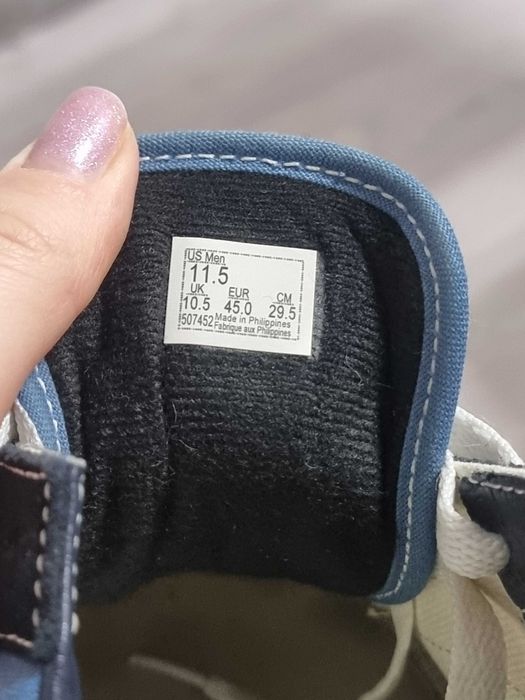 US Men
11.5
UK EUR CM
10.5 45.0 29.5
507452 Made in Philippines
Fabrique aux Philippines